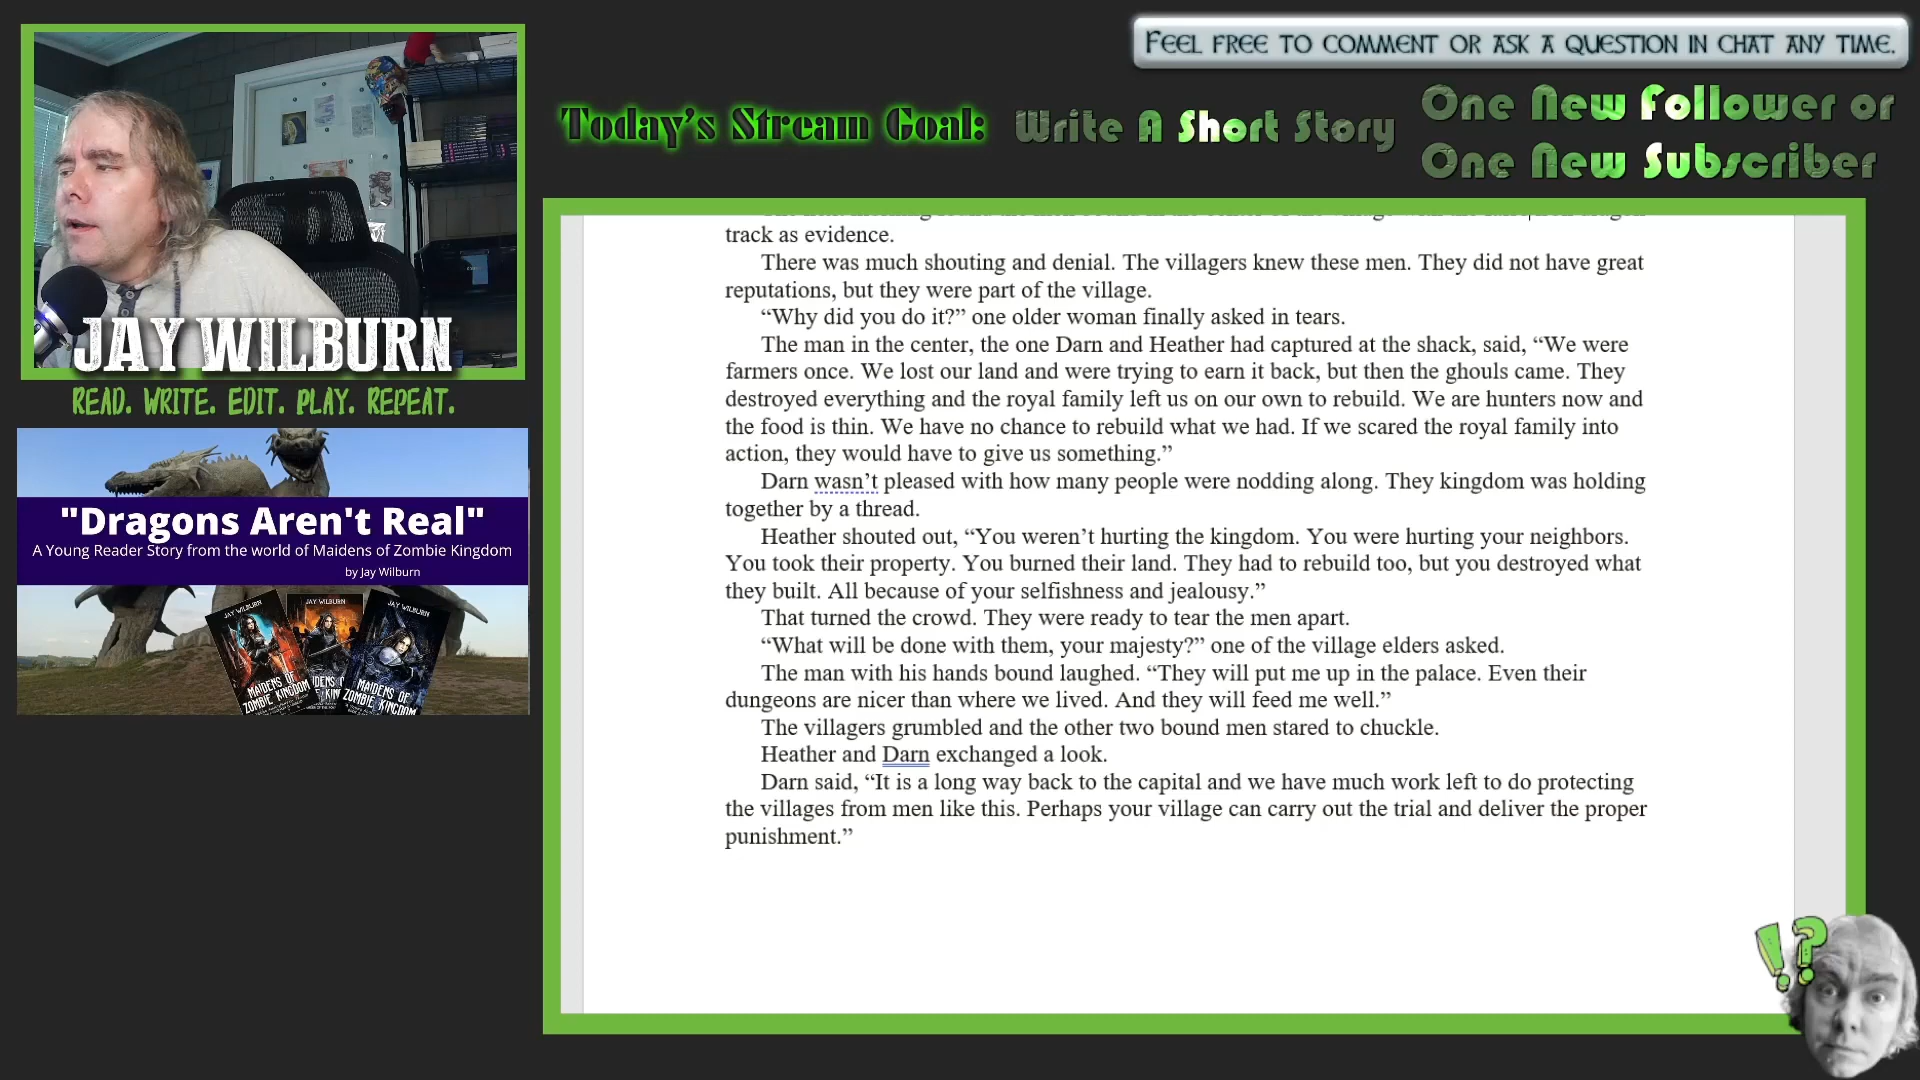 FEEL FREE TO COMMENT OR ASK A QUESTION IN CHAT ANY TIME.
Today's Stream Goal:
Write A Short Story
One New Follower or
One New Subscriber
JAY WILBURN
READ. WRITE. EDIT. PLAY. REPEAT.
"Dragons Aren't Real"
A Young Reader Story from the world of Maidens of Zombie Kingdom
by Jay Wilburn
JAY WILBURN
JAY WILBURN
JAY WILBURN
MAIDENS OF
ZOMBIE KINGDOM
MAIDENS OF
ZOMBIE KINGDOM
track as evidence.
There was much shouting and denial. The villagers knew these men. They did not have great
reputations, but they were part of the village.
“Why did you do it?” one older woman finally asked in tears.
The man in the center, the one Darn and Heather had captured at the shack, said, “We were
farmers once. We lost our land and were trying to earn it back, but then the ghouls came. They
destroyed everything and the royal family left us on our own to rebuild. We are hunters now and
the food is thin. We have no chance to rebuild what we had. If we scared the royal family into
action, they would have to give us something.”
Darn wasn’t pleased with how many people were nodding along. They kingdom was holding
together by a thread.
Heather shouted out, “You weren’t hurting the kingdom. You were hurting your neighbors.
You took their property. You burned their land. They had to rebuild too, but you destroyed what
they built. All because of your selfishness and jealousy.”
That turned the crowd. They were ready to tear the men apart.
“What will be done with them, your majesty?” one of the village elders asked.
The man with his hands bound laughed. “They will put me up in the palace. Even their
dungeons are nicer than where we lived. And they will feed me well.”
The villagers grumbled and the other two bound men stared to chuckle.
Heather and Darn exchanged a look.
Darn said, “It is a long way back to the capital and we have much work left to do protecting
the villages from men like this. Perhaps your village can carry out the trial and deliver the proper
punishment.”
!?